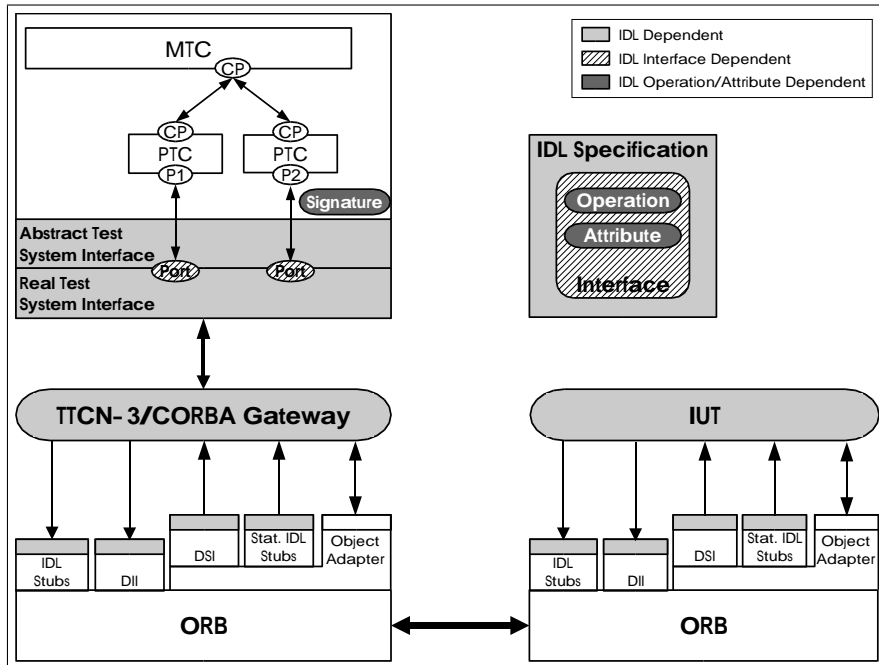 MTC
CP
CP
CP
PTC
PTC
P1
P2
Signature
Abstract Test
System Interface
Port
Port
Real Test
System Interface
IDL Dependent
IDL Interface Dependent
IDL Operation/Attribute Dependent
IDL Specification
Operation
Attribute
Interface
TTCN-3/CORBA Gateway
IUT
IDL
Stubs
DII
DSI
Stat. IDL
Stubs
Object
Adapter
ORB
IDL
Stubs
DII
DSI
Stat. IDL
Stubs
Object
Adapter
ORB